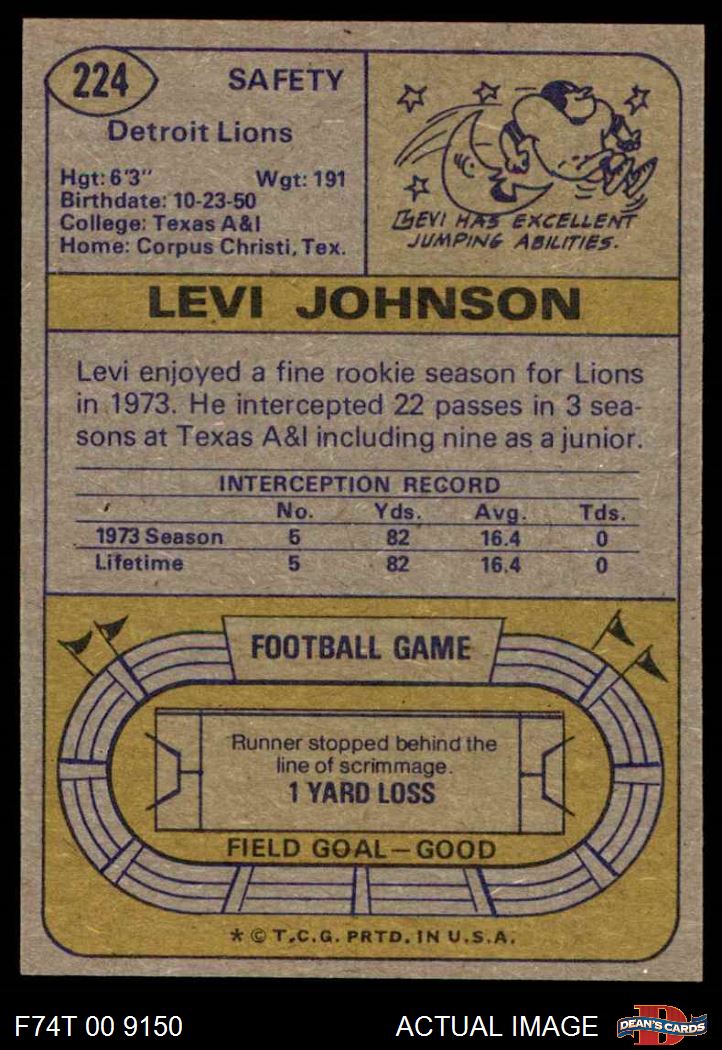 224
SAFETY
Detroit Lions
Hgt: 6'3" Wgt: 191
Birthdate: 10-23-50
College: Texas A&I
Home: Corpus Christi, Tex.
LEVI HAS EXCELLENT
JUMPING ABILITIES.
LEVI JOHNSON
Levi enjoyed a fine rookie season for Lions
in 1973. He intercepted 22 passes in 3 sea-
sons at Texas A&I including nine as a junior.
INTERCEPTION RECORD
No. Yds. Avg. Tds.
1973 Season 5 82 16.4 0
Lifetime 5 82 16.4 0
FOOTBALL GAME
Runner stopped behind the
line of scrimmage.
1 YARD LOSS
FIELD GOAL—GOOD
* © T.C.G. PRTD. IN U.S.A.
F74T 00 9150 ACTUAL IMAGE
D
DEAN'S CARDS